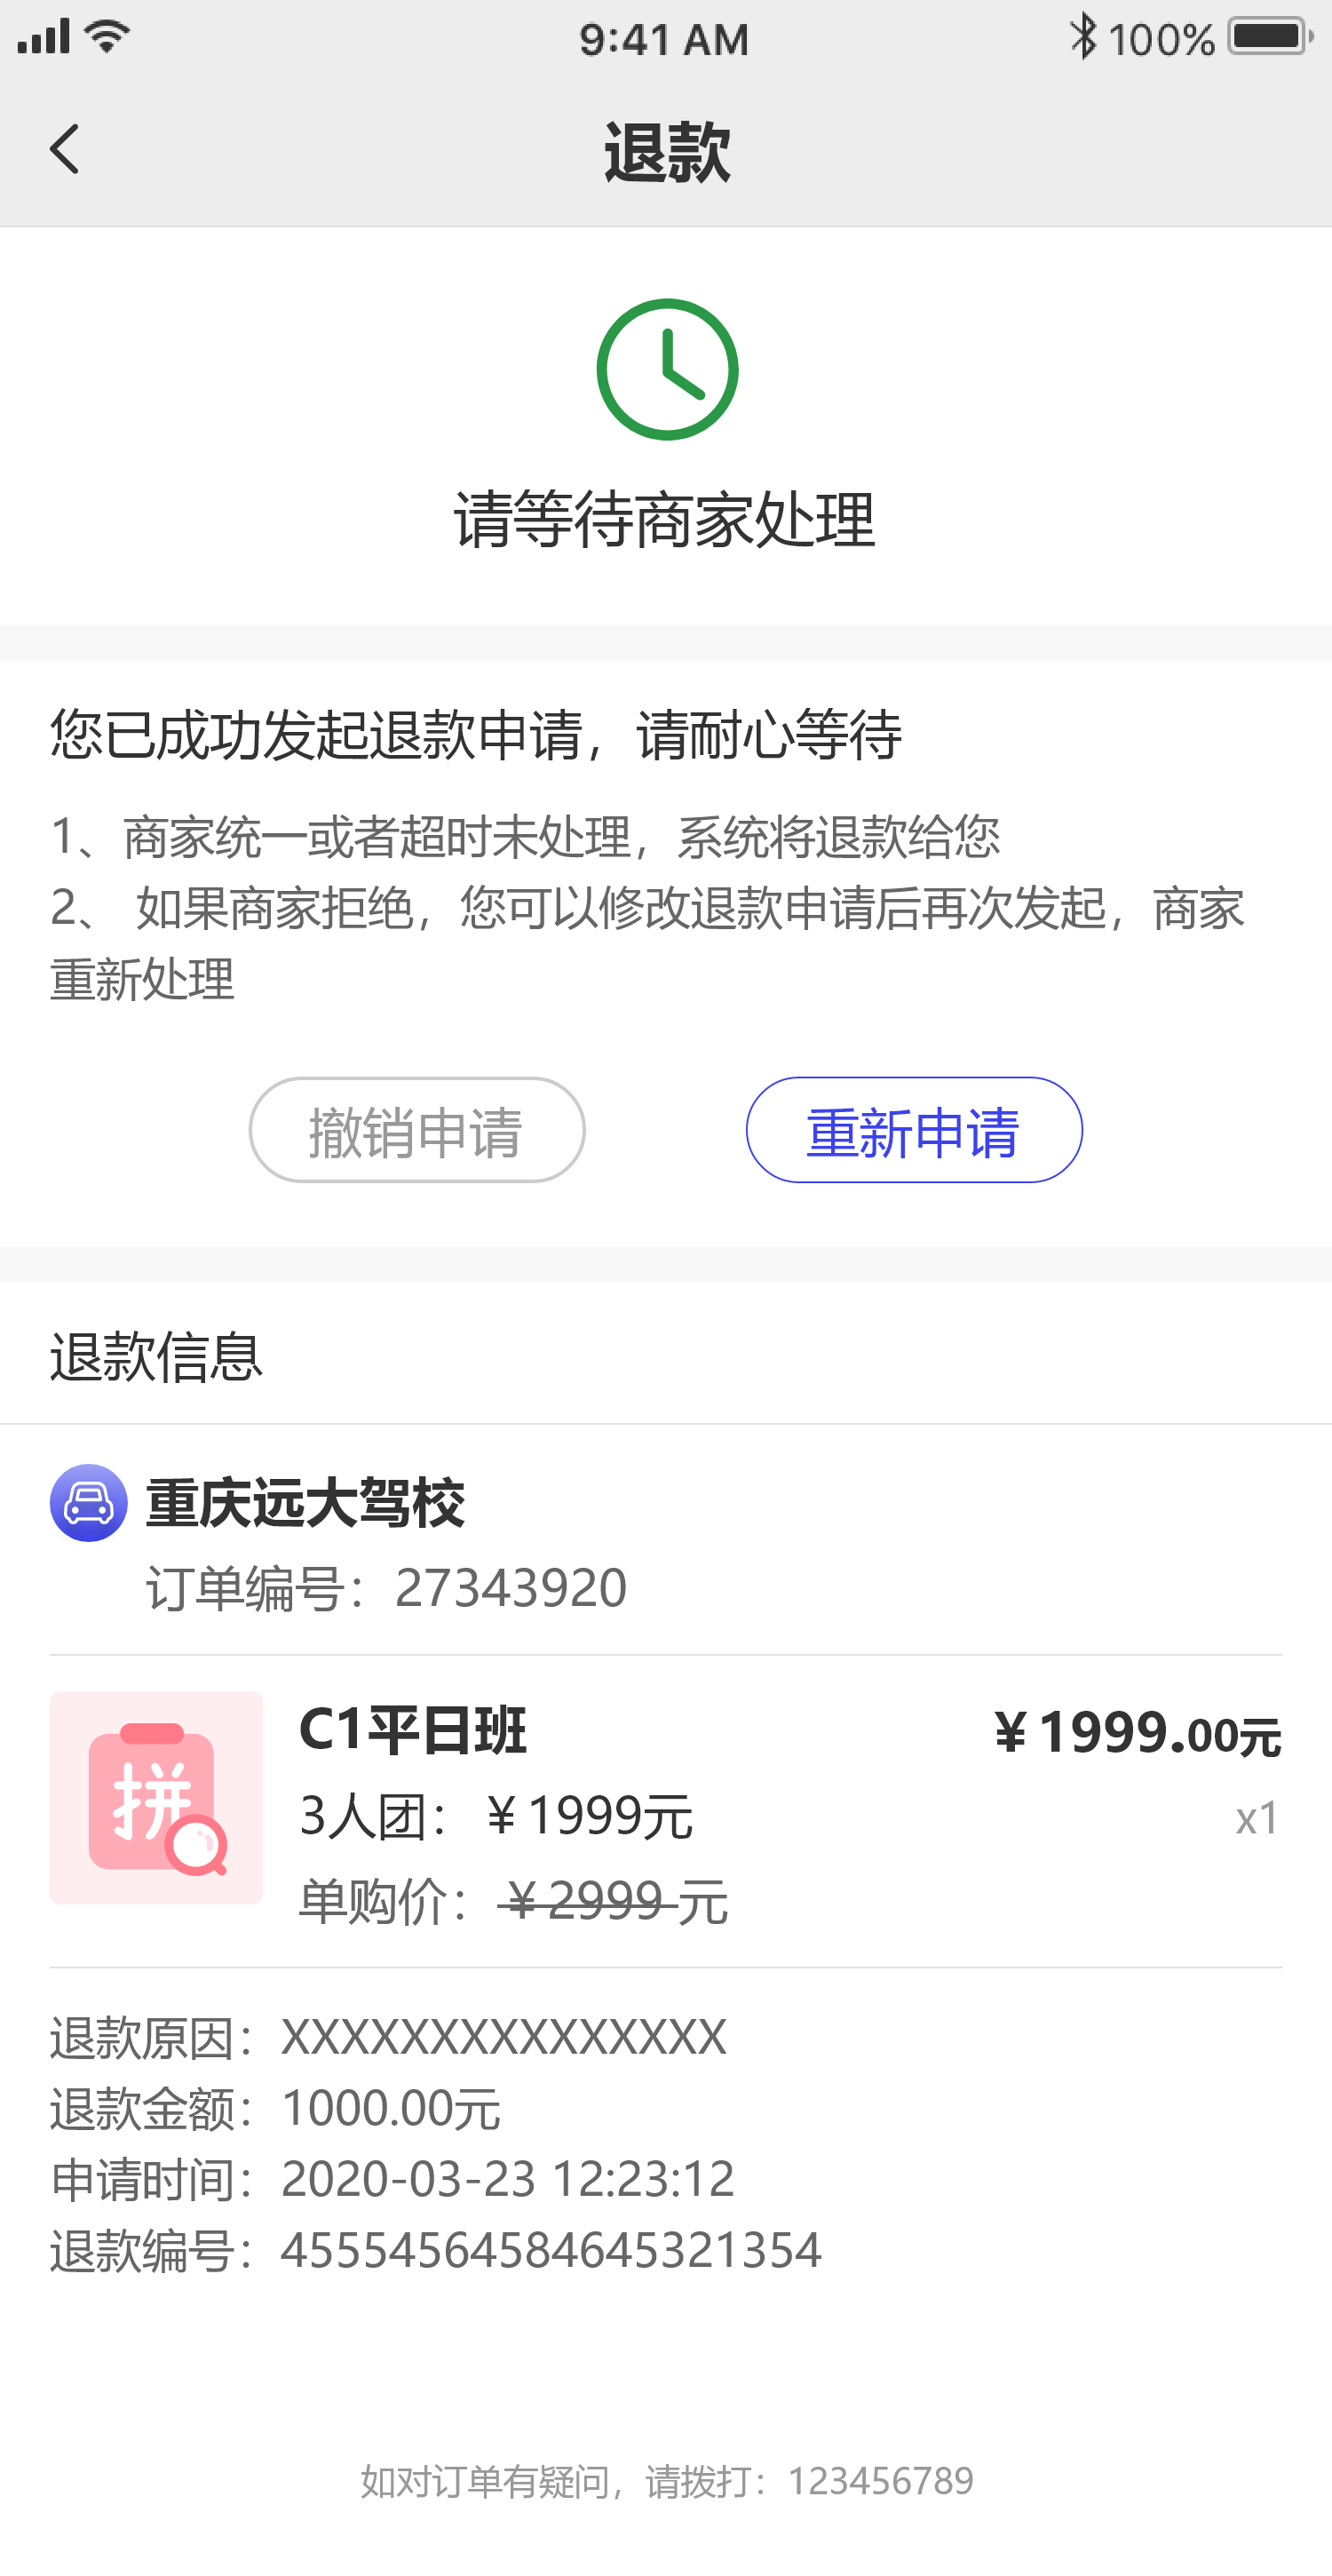 9:41 AM 100%
退款
请等待商家处理
您已成功发起退款申请，请耐心等待
1、商家统一或者超时未处理，系统将退款给您
2、 如果商家拒绝，您可以修改退款申请后再次发起，商家
重新处理
撤销申请 重新申请
退款信息
重庆远大驾校
订单编号：27343920
拼
C1平日班 ￥1999.00元
3人团：￥1999元 x1
单购价：￥2999元
退款原因：XXXXXXXXXXXXXXX
退款金额：1000.00元
申请时间：2020-03-23 12:23:12
退款编号：45554564584645321354
如对订单有疑问，请拨打：123456789